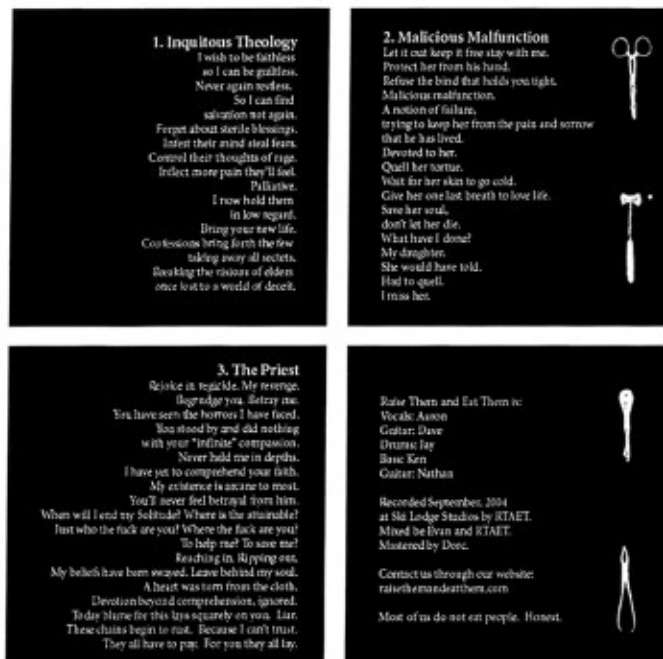 1. Inquitous Theology
I wish to be faithless
so I can be guiltless.
Never again restless.
So I can find
salvation not again.
Forget about sterile blessings.
Infest their mind steal fears.
Control their thoughts of rage.
Inflect more pain they'll feel.
Palliative.
I now hold them
in low regard.
Bring your new life.
Confessions bring forth the few
taking away all secrets.
Breaking the visions of elders
once lost to a world of deceit.
2. Malicious Malfunction
Let it out keep it free stay with me.
Protect her from his hand.
Refuse the bind that holds you tight.
Malicious malfunction.
A notion of failure,
trying to keep her from the pain and sorrow
that he has lived.
Devoted to her.
Quell her tortue.
Wait for her skin to go cold.
Give her one last breath to love life.
Save her soul,
don't let her die.
What have I done?
My daughter.
She would have told.
Had to quell.
I miss her.
3. The Priest
Rejoice in regickle. My revenge.
Begrudge you. Betray me.
You have seen the horrors I have faced.
You stood by and did nothing
with your "infinite" compassion.
Never held me in depths.
I have yet to comprehend your faith.
My existence is arcane to most.
You'll never feel betrayal from him.
When will I end my Solitude? Where is the attainable?
Just who the fuck are you? Where the fuck are you?
To help me? To save me?
Reaching in. Ripping out.
My beliefs have been swayed. Leave behind my soul.
A heart was torn from the cloth.
Devotion beyond comprehension, ignored.
Today blame for this lays squarely on you. Liar.
These chains begin to rust. Because I can't trust.
They all have to pay. For you they all lay.
Raise Them and Eat Them is:
Vocals: Aaron
Guitar: Dave
Drums: Jay
Bass: Ken
Guitar: Nathan
Recorded September, 2004
at Ski Lodge Studios by RTAET.
Mixed be Evan and RTAET.
Mastered by Dorc.
Contact us through our website:
raisethemandeatthem.com
Most of us do not eat people. Honest.